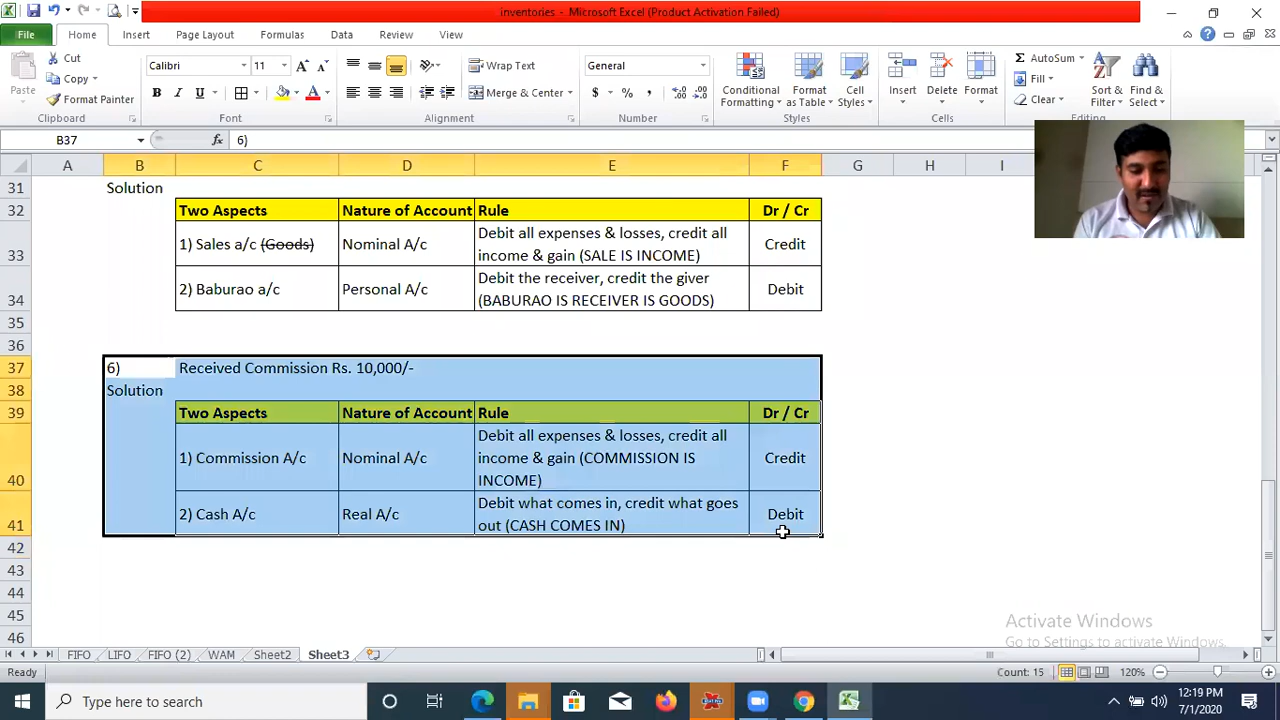 inventories - Microsoft Excel (Product Activation Failed)
File Home Insert Page Layout Formulas Data Review View
Cut
Copy
Format Painter
Paste
Clipboard
Calibri 11
B I U A
Font
Wrap Text
Merge & Center
Alignment
General
$ % ,
Number
Conditional Formatting
Format as Table
Cell Styles
Styles
Insert Delete Format
Cells
AutoSum
Fill
Clear
Sort & Filter
Find & Select
Editing
B37 fx 6)
A B C D E F G H I
31 Solution
32 Two Aspects Nature of Account Rule Dr / Cr
33 1) Sales a/c (Goods) Nominal A/c Debit all expenses & losses, credit all income & gain (SALE IS INCOME) Credit
34 2) Baburao a/c Personal A/c Debit the receiver, credit the giver (BABURAO IS RECEIVER IS GOODS) Debit
35
36
37 6) Received Commission Rs. 10,000/-
38 Solution
39 Two Aspects Nature of Account Rule Dr / Cr
40 1) Commission A/c Nominal A/c Debit all expenses & losses, credit all income & gain (COMMISSION IS INCOME) Credit
41 2) Cash A/c Real A/c Debit what comes in, credit what goes out (CASH COMES IN) Debit
42
43
44
45
46
Activate Windows
Go to Settings to activate Windows.
FIFO LIFO FIFO (2) WAM Sheet2 Sheet3
Ready Count: 15 120%
Type here to search
12:19 PM
7/1/2020